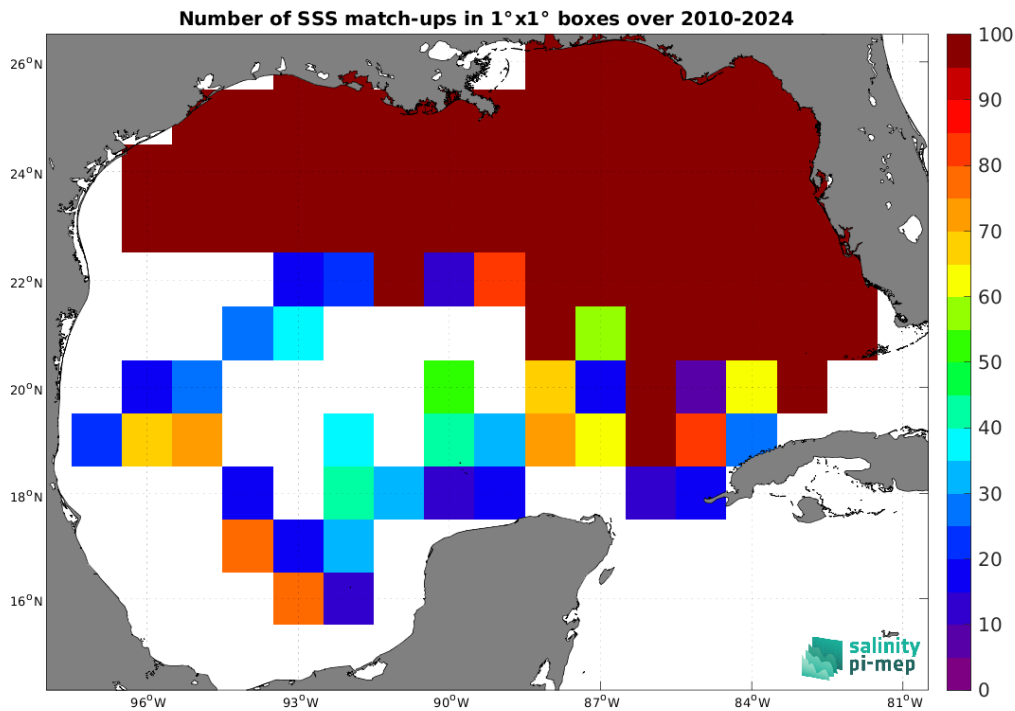 Number of SSS match-ups in 1°x1° boxes over 2010-2024
26°N
24°N
22°N
20°N
18°N
16°N
96°W
93°W
90°W
87°W
84°W
81°W
100
90
80
70
60
50
40
30
20
10
0
salinity
pi-mep